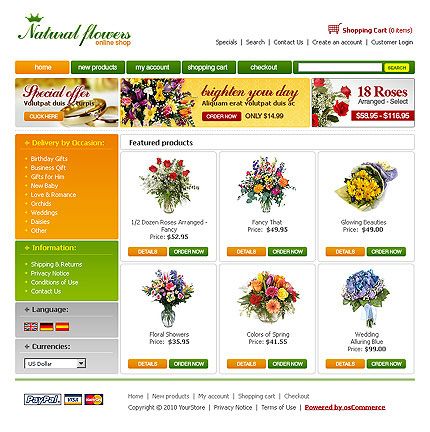 Natural flowers
online shop
Shopping Cart (0 items)
Specials | Search | Contact Us | Create an account | Customer Login
home
new products
my account
shopping cart
checkout
SEARCH
Special offer
Volutpat duis ac turpis
CLICK HERE
brighten your day
Aliquam erat volutpat duis ac
ORDER NOW ONLY $14.99
18 Roses
Arranged - Select
$58.95 - $116.95
+ Delivery by Occasion:
+ Birthday Gifts
+ Business Gift
+ Gifts for Him
+ New Baby
+ Love & Romance
+ Orchids
+ Weddings
+ Daisies
+ Other
+ Information:
+ Shipping & Returns
+ Privacy Notice
+ Conditions of Use
+ Contact Us
+ Language:
+ Currencies:
US Dollar
Featured products
1/2 Dozen Roses Arranged -
Fancy
Price: $52.95
DETAILS ORDER NOW
Fancy That
Price: $49.95
DETAILS ORDER NOW
Glowing Beauties
Price: $49.00
DETAILS ORDER NOW
Floral Showers
Price: $35.95
DETAILS ORDER NOW
Colors of Spring
Price: $41.55
DETAILS ORDER NOW
Wedding
Alluring Blue
Price: $99.00
DETAILS ORDER NOW
PayPal VISA
Home | New products | My account | Shopping cart | Checkout
Copyright © 2010 YourStore | Privacy Notice | Terms of Use | Powered by osCommerce